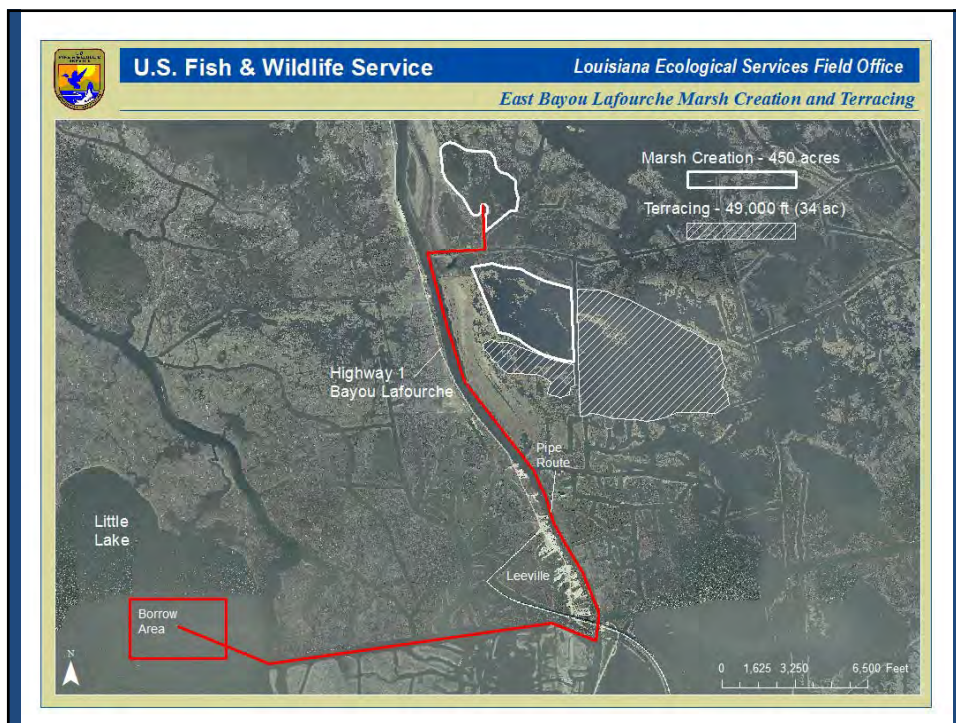 U.S. Fish & Wildlife Service
Louisiana Ecological Services Field Office
East Bayou Lafourche Marsh Creation and Terracing
Marsh Creation - 450 acres
Terracing - 49,000 ft (34 ac)
Highway 1
Bayou Lafourche
Pipe
Route
Little
Lake
Leeville
Borrow
Area
N
0 1,625 3,250 6,500 Feet